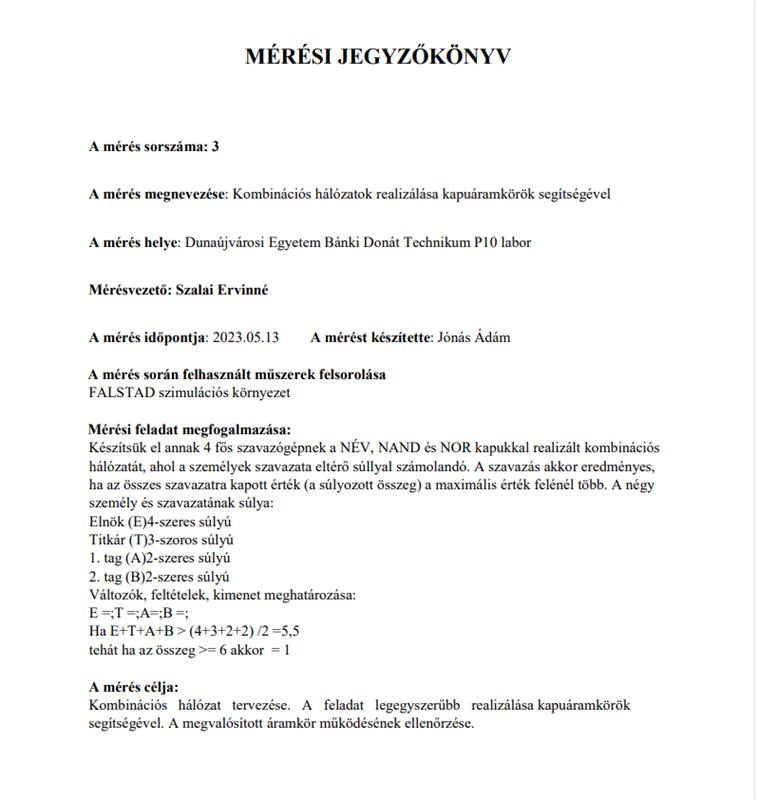 MÉRÉSI JEGYZŐKÖNYV
A mérés sorszáma: 3
A mérés megnevezése: Kombinációs hálózatok realizálása kapuáramkörök segítségével
A mérés helye: Dunaújvárosi Egyetem Bánki Donát Technikum P10 labor
Mérésvezető: Szalai Ervinné
A mérés időpontja: 2023.05.13 A mérést készítette: Jónás Ádám
A mérés során felhasznált műszerek felsorolása
FALSTAD szimulációs környezet
Mérési feladat megfogalmazása:
Készítsük el annak 4 fős szavazógépnek a NÉV, NAND és NOR kapukkal realizált kombinációs
hálózatát, ahol a személyek szavazata eltérő súllyal számolandó. A szavazás akkor eredményes,
ha az összes szavazatra kapott érték (a súlyozott összeg) a maximális érték felénél több. A négy
személy és szavazatának súlya:
Elnök (E)4-szeres súlyú
Titkár (T)3-szoros súlyú
1. tag (A)2-szeres súlyú
2. tag (B)2-szeres súlyú
Változók, feltételek, kimenet meghatározása:
E =;T =;A=;B =;
Ha E+T+A+B > (4+3+2+2) /2 =5,5
tehát ha az összeg >= 6 akkor = 1
A mérés célja:
Kombinációs hálózat tervezése. A feladat legegyszerűbb realizálása kapuáramkörök
segítségével. A megvalósított áramkör működésének ellenőrzése.